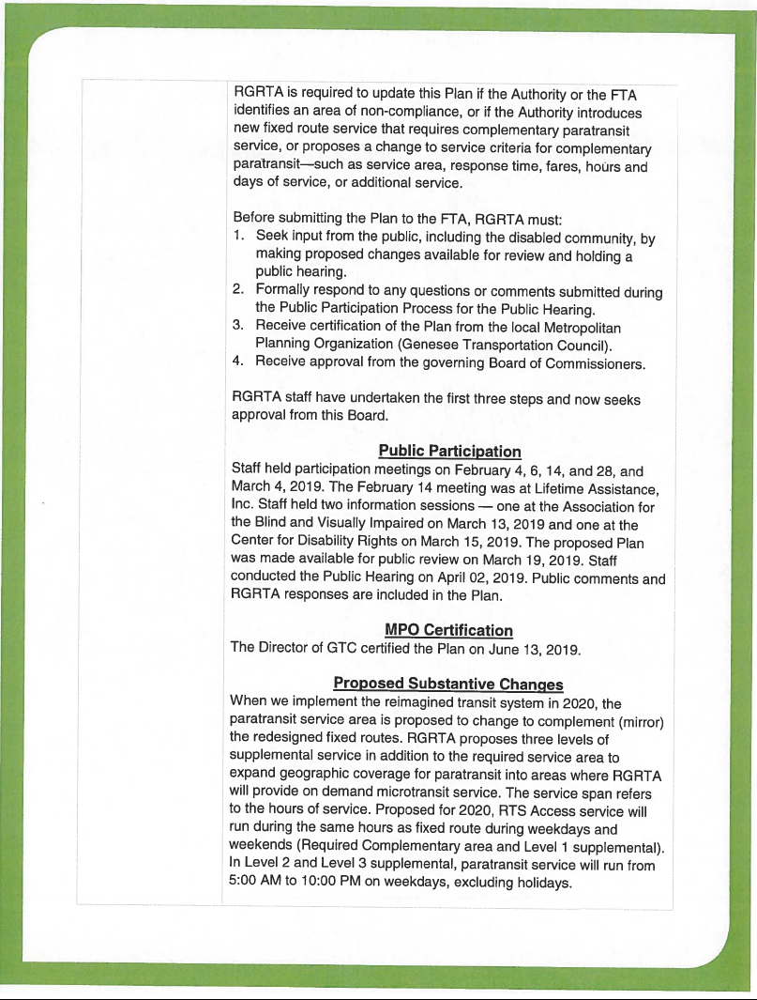 RGRTA is required to update this Plan if the Authority or the FTA
identifies an area of non-compliance, or if the Authority introduces
new fixed route service that requires complementary paratransit
service, or proposes a change to service criteria for complementary
paratransit—such as service area, response time, fares, hours and
days of service, or additional service.
Before submitting the Plan to the FTA, RGRTA must:
1. Seek input from the public, including the disabled community, by
making proposed changes available for review and holding a
public hearing.
2. Formally respond to any questions or comments submitted during
the Public Participation Process for the Public Hearing.
3. Receive certification of the Plan from the local Metropolitan
Planning Organization (Genesee Transportation Council).
4. Receive approval from the governing Board of Commissioners.
RGRTA staff have undertaken the first three steps and now seeks
approval from this Board.
Public Participation
Staff held participation meetings on February 4, 6, 14, and 28, and
March 4, 2019. The February 14 meeting was at Lifetime Assistance,
Inc. Staff held two information sessions — one at the Association for
the Blind and Visually Impaired on March 13, 2019 and one at the
Center for Disability Rights on March 15, 2019. The proposed Plan
was made available for public review on March 19, 2019. Staff
conducted the Public Hearing on April 02, 2019. Public comments and
RGRTA responses are included in the Plan.
MPO Certification
The Director of GTC certified the Plan on June 13, 2019.
Proposed Substantive Changes
When we implement the reimagined transit system in 2020, the
paratransit service area is proposed to change to complement (mirror)
the redesigned fixed routes. RGRTA proposes three levels of
supplemental service in addition to the required service area to
expand geographic coverage for paratransit into areas where RGRTA
will provide on demand microtransit service. The service span refers
to the hours of service. Proposed for 2020, RTS Access service will
run during the same hours as fixed route during weekdays and
weekends (Required Complementary area and Level 1 supplemental).
In Level 2 and Level 3 supplemental, paratransit service will run from
5:00 AM to 10:00 PM on weekdays, excluding holidays.